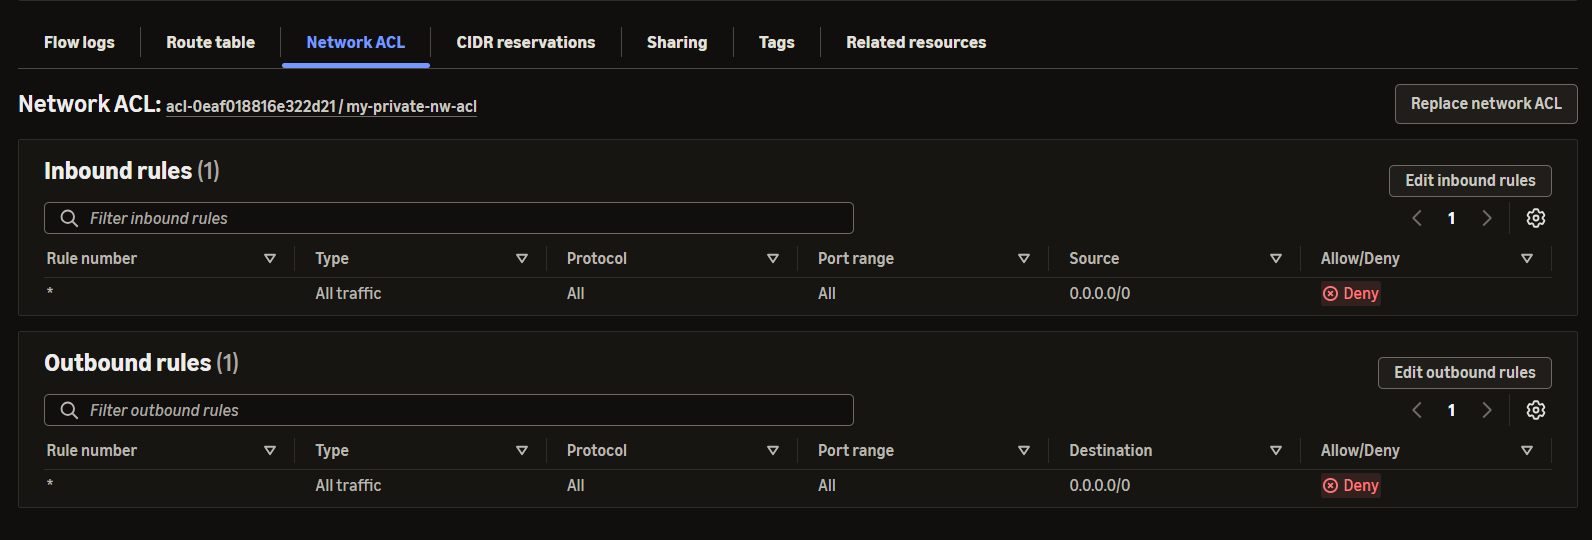 Flow logs Route table Network ACL CIDR reservations Sharing Tags Related resources
Network ACL: acl-0eaf018816e322d21 / my-private-nw-acl Replace network ACL
Inbound rules (1)
Edit inbound rules
Filter inbound rules
1
Rule number Type Protocol Port range Source Allow/Deny
* All traffic All All 0.0.0.0/0 Deny
Outbound rules (1)
Edit outbound rules
Filter outbound rules
1
Rule number Type Protocol Port range Destination Allow/Deny
* All traffic All All 0.0.0.0/0 Deny